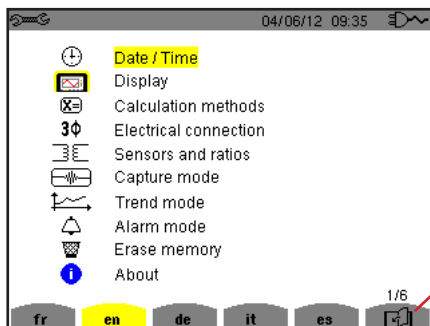 04/06/12 09:35
Date / Time
Display
X= Calculation methods
3ϕ Electrical connection
Sensors and ratios
Capture mode
Trend mode
Alarm mode
Erase memory
i About
1/6
fr en de it es